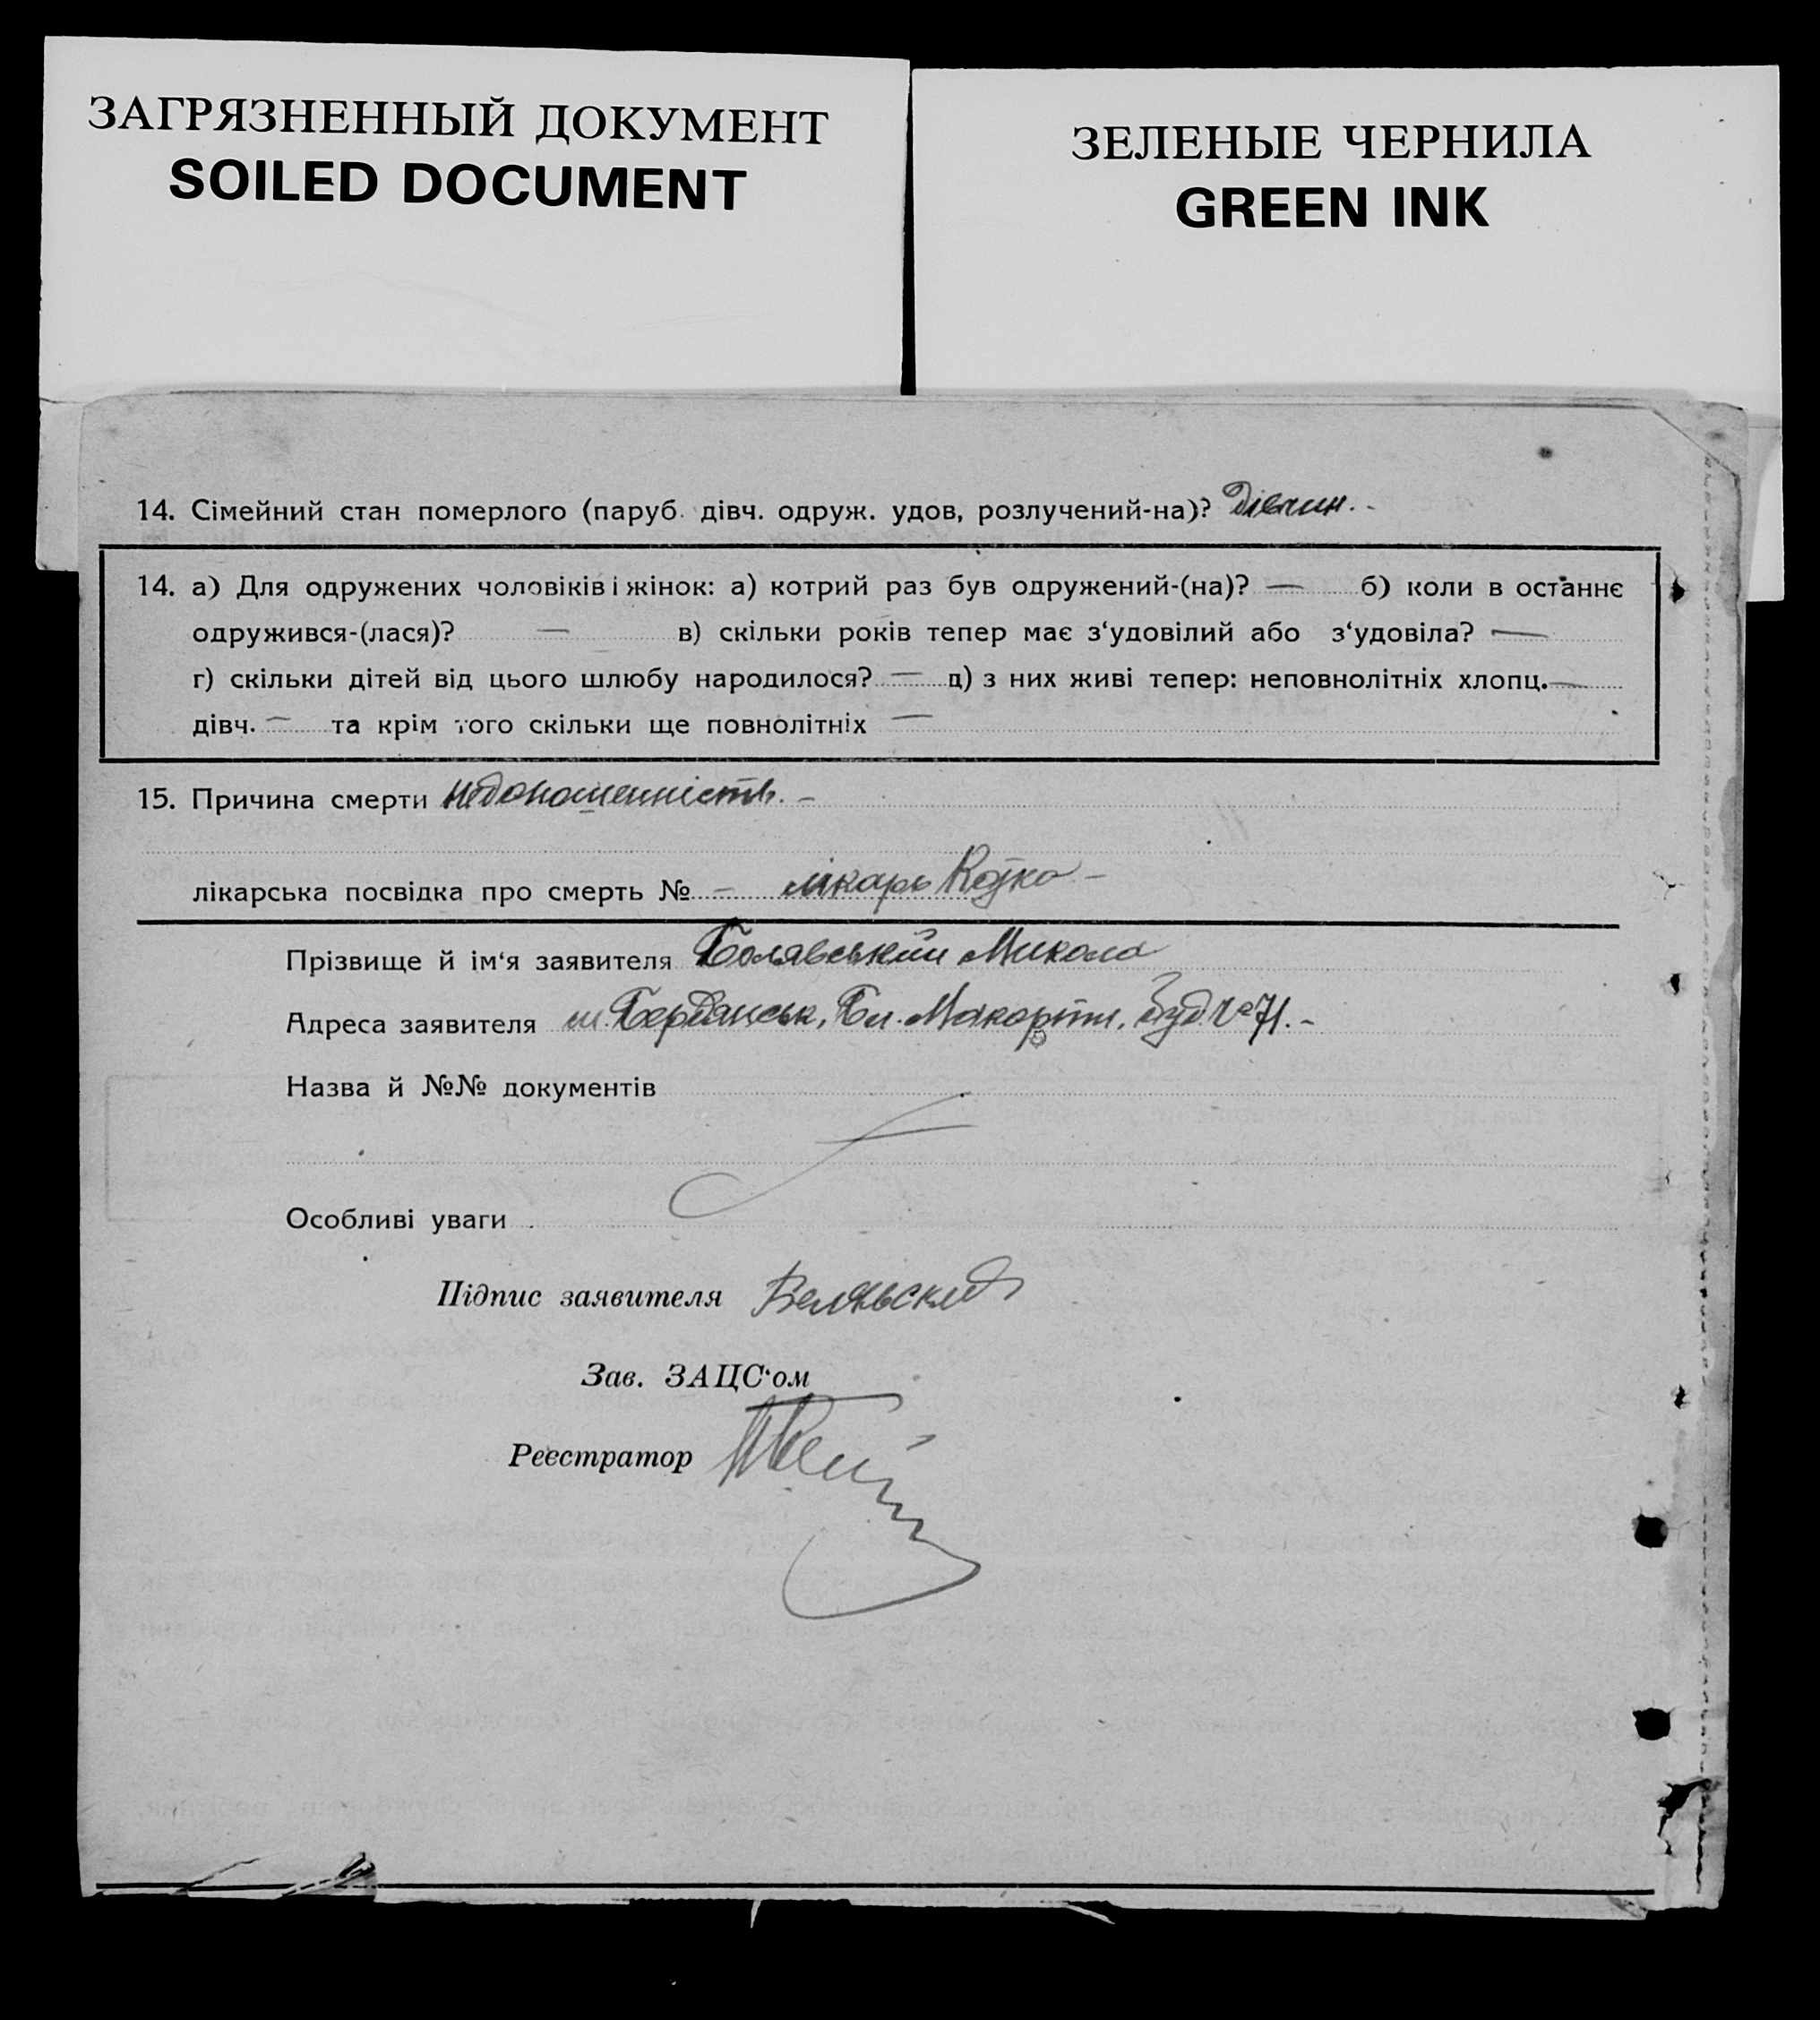 ЗАГРЯЗНЕННЫЙ ДОКУМЕНТ
SOILED DOCUMENT
ЗЕЛЕНЫЕ ЧЕРНИЛА
GREEN INK
14. Сімейний стан померлого (паруб. дівч. одруж. удов, розлучений-на)? Дівчин. -
14. а) Для одружених чоловіків і жінок: а) котрий раз був одружений-(на)? — б) коли в останнє
одружився-(лася)? — в) скільки років тепер має з‘удовілий або з‘удовіла? —
г) скільки дітей від цього шлюбу народилося? — д) з них живі тепер: неповнолітніх хлопц. —
дівч. — та крім того скільки ще повнолітніх —
15. Причина смерти недоношенність. -
лікарська посвідка про смерть № - лікарь -
Прізвище й ім‘я заявителя Білявський Микола
Адреса заявителя м. Бердянськ, Бл. Макорти, буд № 71. -
Назва й №№ документів
Особливі уваги
Підпис заявителя Белявский
Зав. ЗАЦС‘ом
Реєстратор